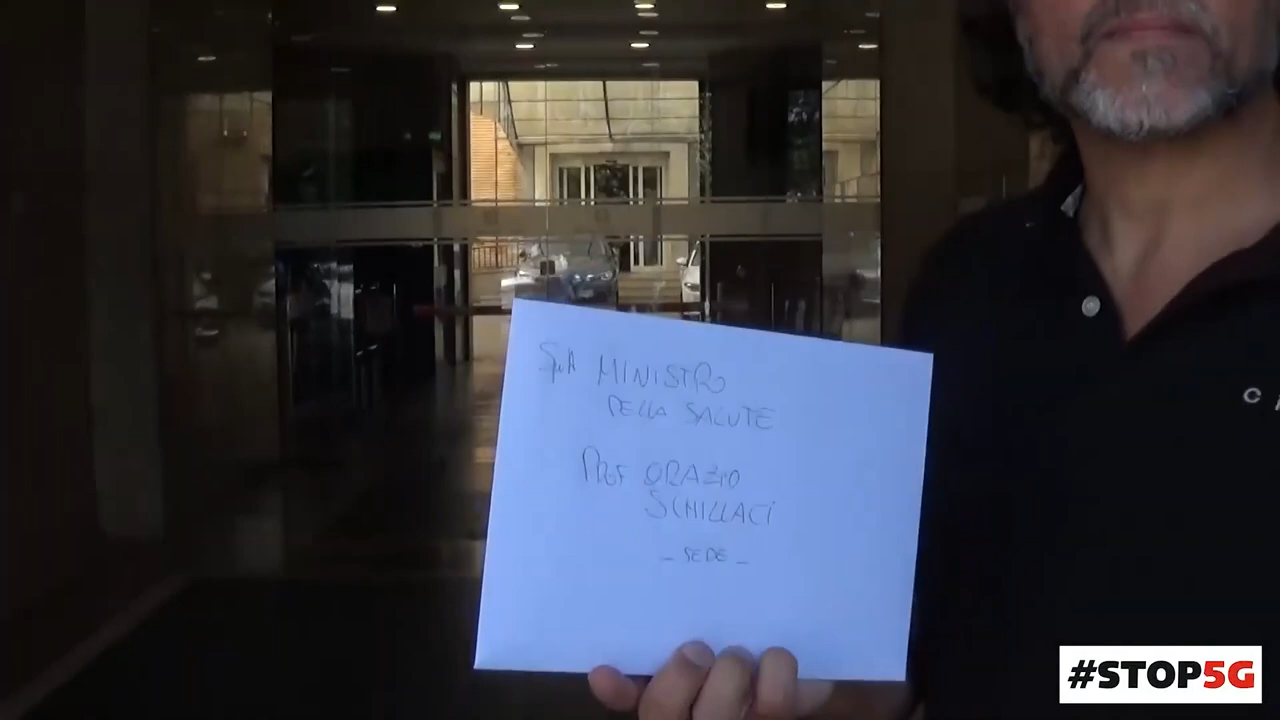 MINISTRO
DELLA SALUTE
PROF ORAZIO
SCHILLACI
- SEDE -
#STOP5G